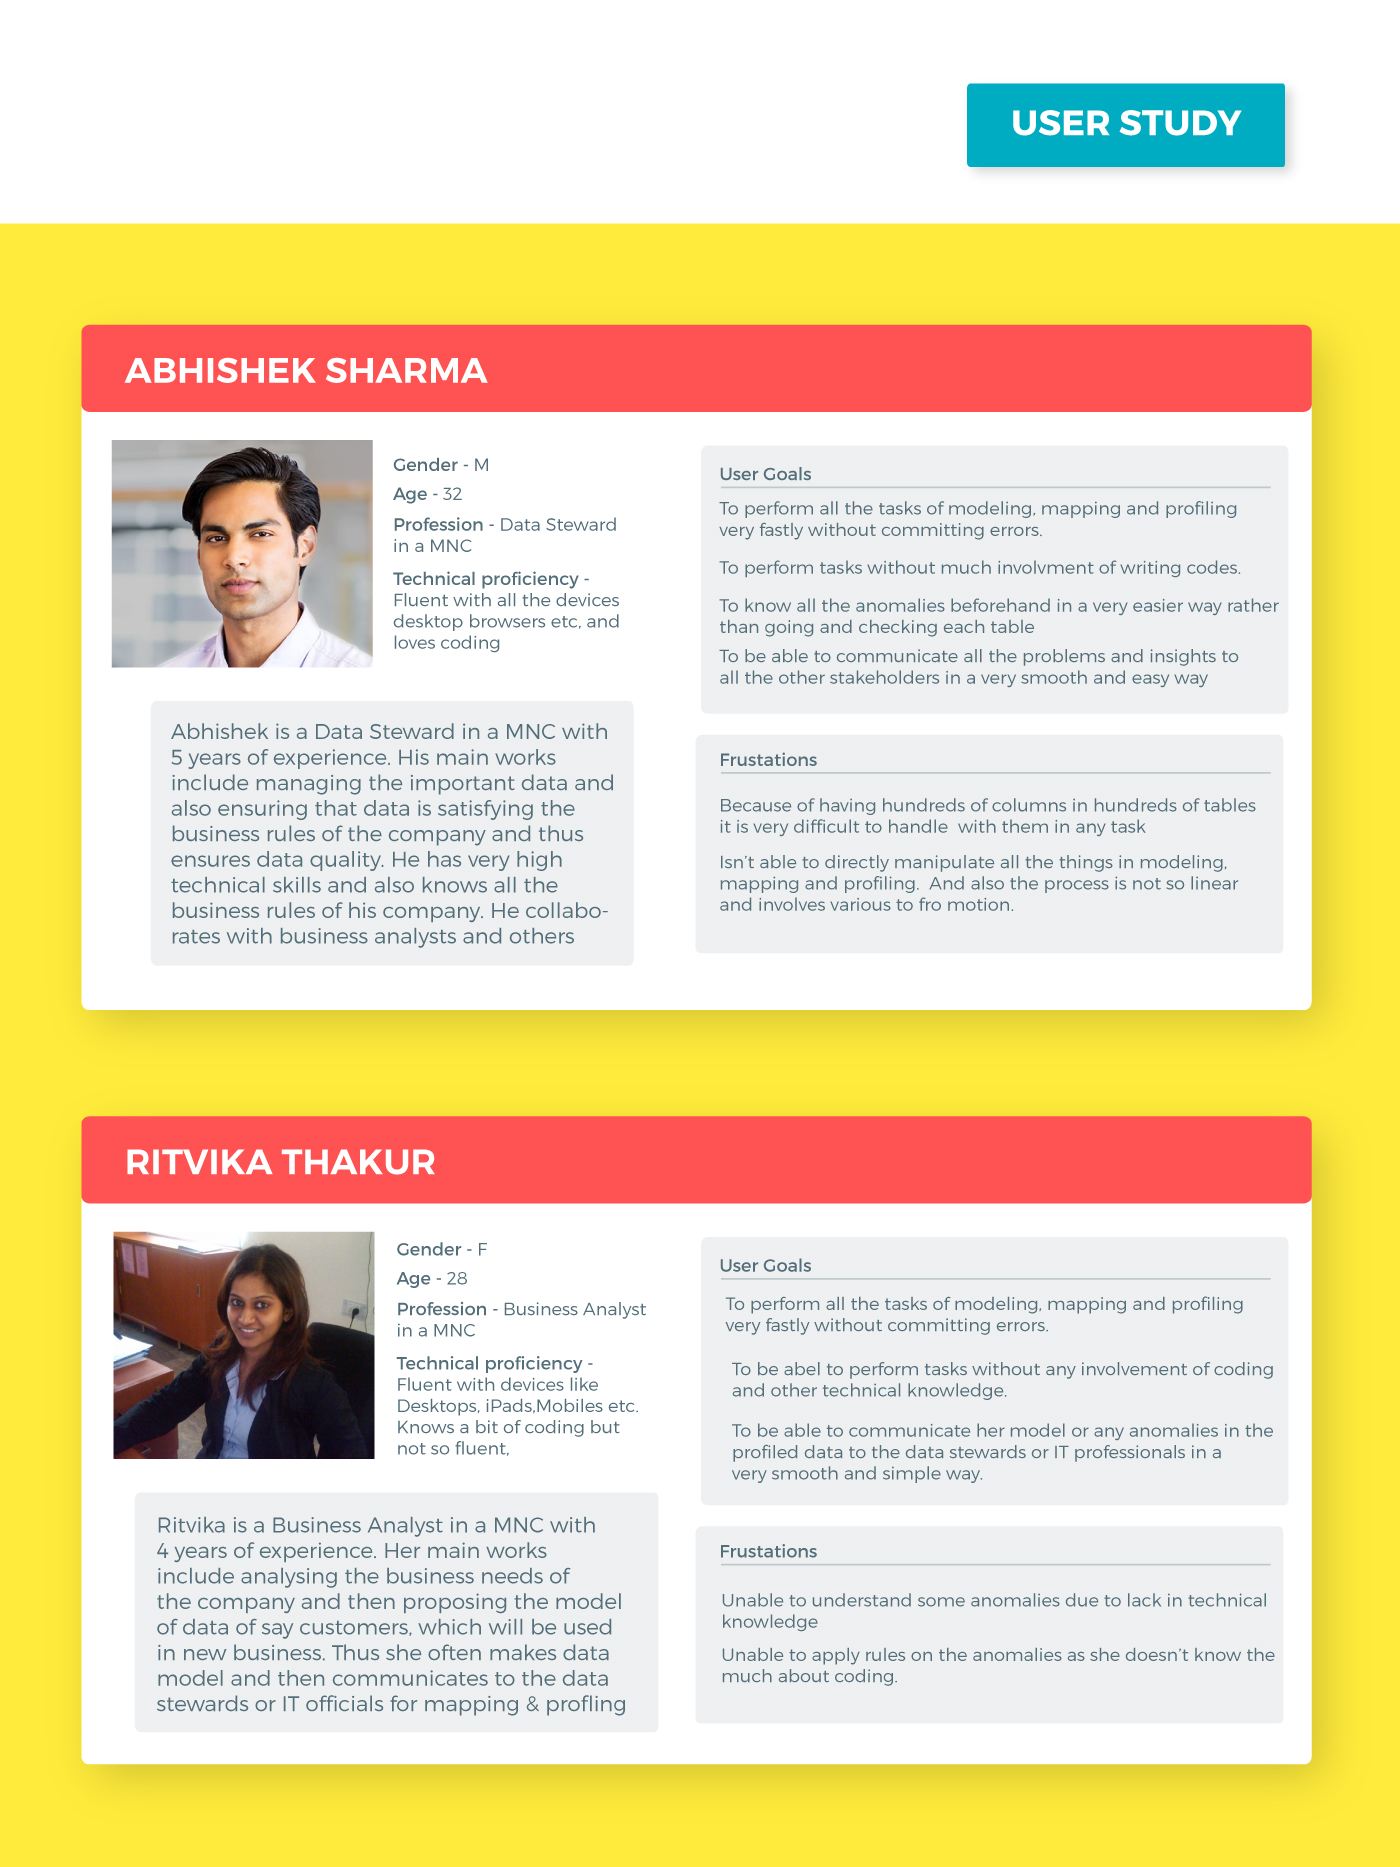 USER STUDY
ABHISHEK SHARMA
Gender - M
Age - 32
Profession - Data Steward
in a MNC
Technical proficiency -
Fluent with all the devices
desktop browsers etc, and
loves coding
Abhishek is a Data Steward in a MNC with
5 years of experience. His main works
include managing the important data and
also ensuring that data is satisfying the
business rules of the company and thus
ensures data quality. He has very high
technical skills and also knows all the
business rules of his company. He collabo-
rates with business analysts and others
User Goals
To perform all the tasks of modeling, mapping and profiling
very fastly without committing errors.
To perform tasks without much involvment of writing codes.
To know all the anomalies beforehand in a very easier way rather
than going and checking each table
To be able to communicate all the problems and insights to
all the other stakeholders in a very smooth and easy way
Frustations
Because of having hundreds of columns in hundreds of tables
it is very difficult to handle  with them in any task
Isn't able to directly manipulate all the things in modeling,
mapping and profiling.  And also the process is not so linear
and involves various to fro motion.
RITVIKA THAKUR
Gender - F
Age - 28
Profession - Business Analyst
in a MNC
Technical proficiency -
Fluent with devices like
Desktops, iPads,Mobiles etc.
Knows a bit of coding but
not so fluent,
Ritvika is a Business Analyst in a MNC with
4 years of experience. Her main works
include analysing the business needs of
the company and then proposing the model
of data of say customers, which will be used
in new business. Thus she often makes data
model and then communicates to the data
stewards or IT officials for mapping & profling
User Goals
To perform all the tasks of modeling, mapping and profiling
very fastly without committing errors.
To be abel to perform tasks without any involvement of coding
and other technical knowledge.
To be able to communicate her model or any anomalies in the
profiled data to the data stewards or IT professionals in a
very smooth and simple way.
Frustations
Unable to understand some anomalies due to lack in technical
knowledge
Unable to apply rules on the anomalies as she doesn't know the
much about coding.